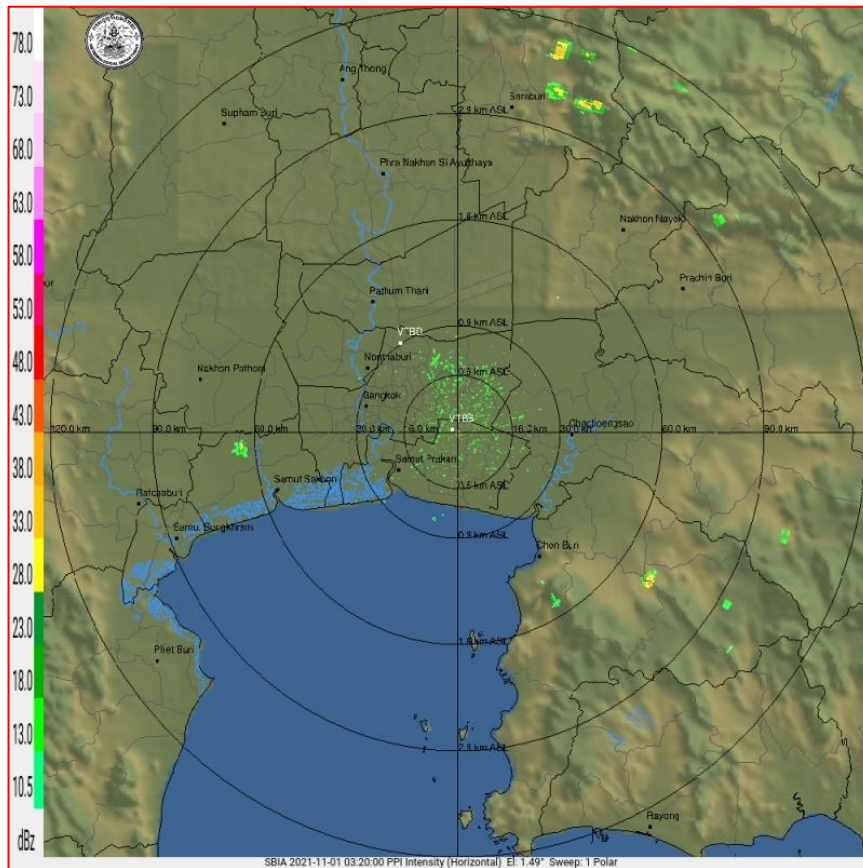 78.0
73.0
68.0
63.0
58.0
53.0
48.0
43.0
38.0
33.0
28.0
23.0
18.0
13.0
10.5
dBz
Ang Thong
Saraburi
2.9 km ASL
Suphan Buri
Phra Nakhon Si Ayutthaya
1.8 km ASL
Nakhon Nayok
Prachin Buri
Pathum Thani
0.9 km ASL
VTBD
Nonthaburi
0.5 km ASL
Nakhon Pathom
Bangkok
VTBS
Chachoengsao
120.0 km
90.0 km
60.0 km
30.0 km
16.0 km
16.2 km
30.0 km
60.0 km
90.0 km
Samut Prakan
0.5 km ASL
Samut Sakhon
Ratchaburi
0.9 km ASL
Samut Songkhram
Chon Buri
1.8 km ASL
Phet Buri
2.9 km ASL
Rayong
SBIA 2021-11-01 03:20:00 PPI Intensity (Horizontal) El: 1.49° Sweep: 1 Polar